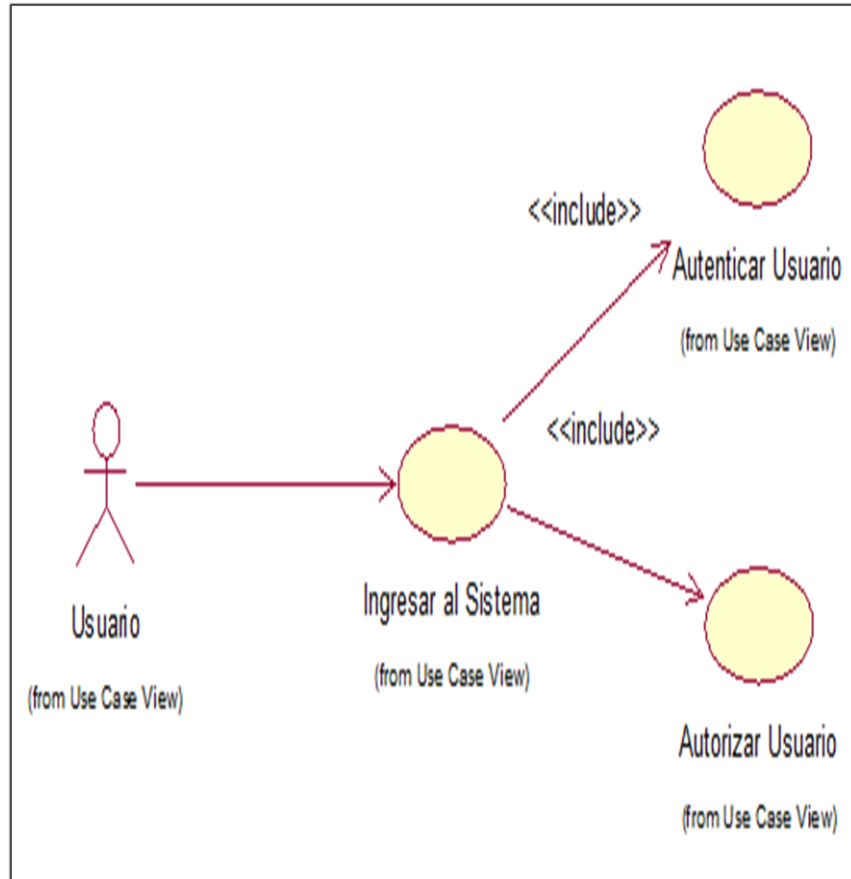 <<include>>
Autenticar Usuario
(from Use Case View)
<<include>>
Usuario
(from Use Case View)
Ingresar al Sistema
(from Use Case View)
Autorizar Usuario
(from Use Case View)